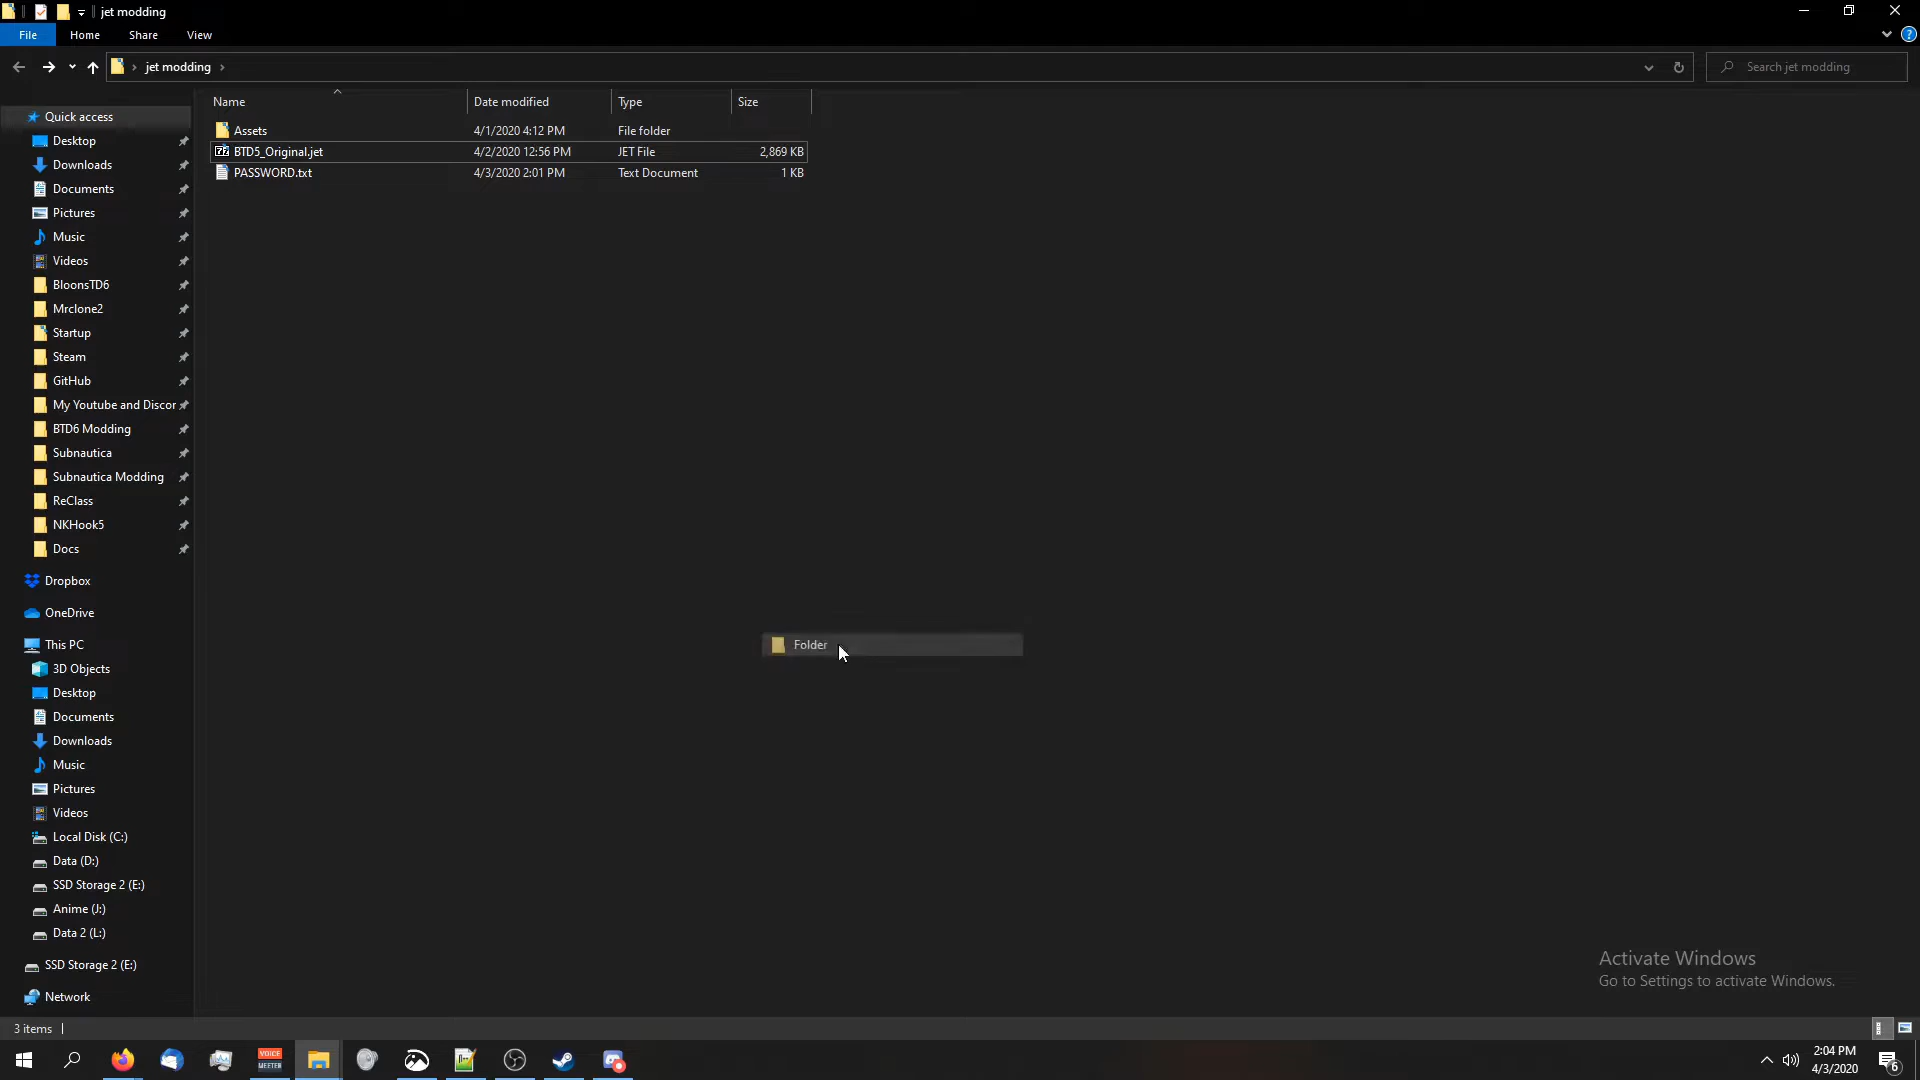 jet modding
File Home Share View
jet modding
Search jet modding
Name Date modified Type Size
Assets 4/1/2020 4:12 PM File folder
BTD5_Original.jet 4/2/2020 12:56 PM JET File 2,869 KB
PASSWORD.txt 4/3/2020 2:01 PM Text Document 1 KB
Quick access
Desktop
Downloads
Documents
Pictures
Music
Videos
BloonsTD6
Mrclone2
Startup
Steam
GitHub
My Youtube and Discor
BTD6 Modding
Subnautica
Subnautica Modding
ReClass
NKHook5
Docs
Dropbox
OneDrive
This PC
3D Objects
Desktop
Documents
Downloads
Music
Pictures
Videos
Local Disk (C:)
Data (D:)
SSD Storage 2 (E:)
Anime (J:)
Data 2 (L:)
SSD Storage 2 (E:)
Network
Folder
Activate Windows
Go to Settings to activate Windows.
3 items
VOICE
MEETER
2:04 PM
4/3/2020
6